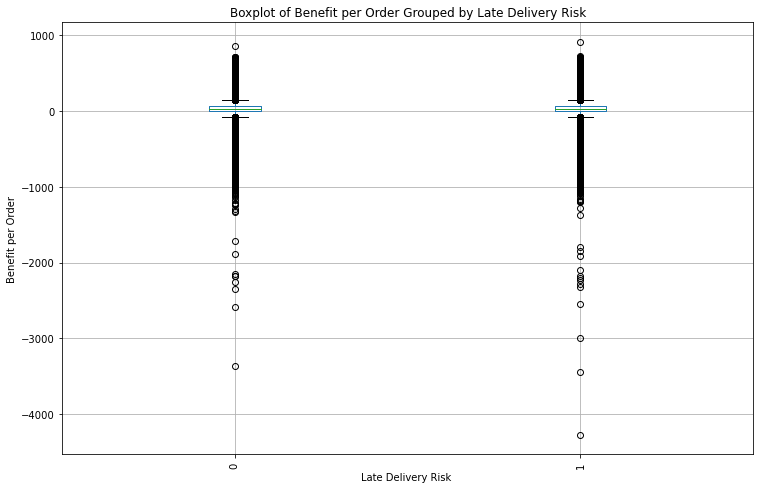 Boxplot of Benefit per Order Grouped by Late Delivery Risk
1000
0
−1000
−2000
−3000
−4000
Benefit per Order
0
1
Late Delivery Risk